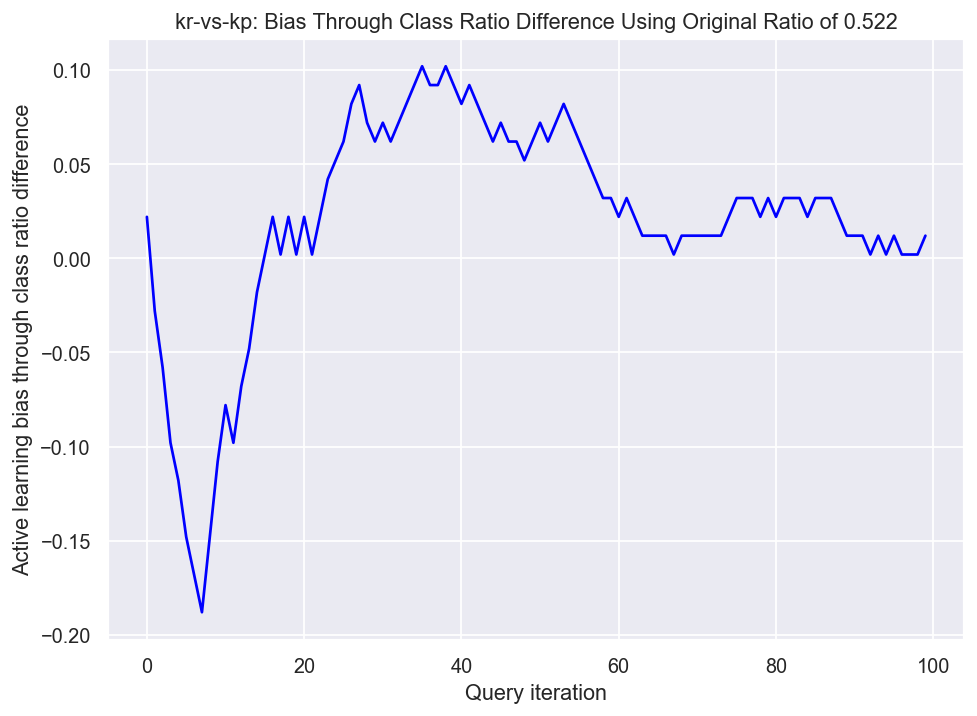 kr-vs-kp: Bias Through Class Ratio Difference Using Original Ratio of 0.522
Active learning bias through class ratio difference
0.10
0.05
0.00
−0.05
−0.10
−0.15
−0.20
0 20 40 60 80 100
Query iteration